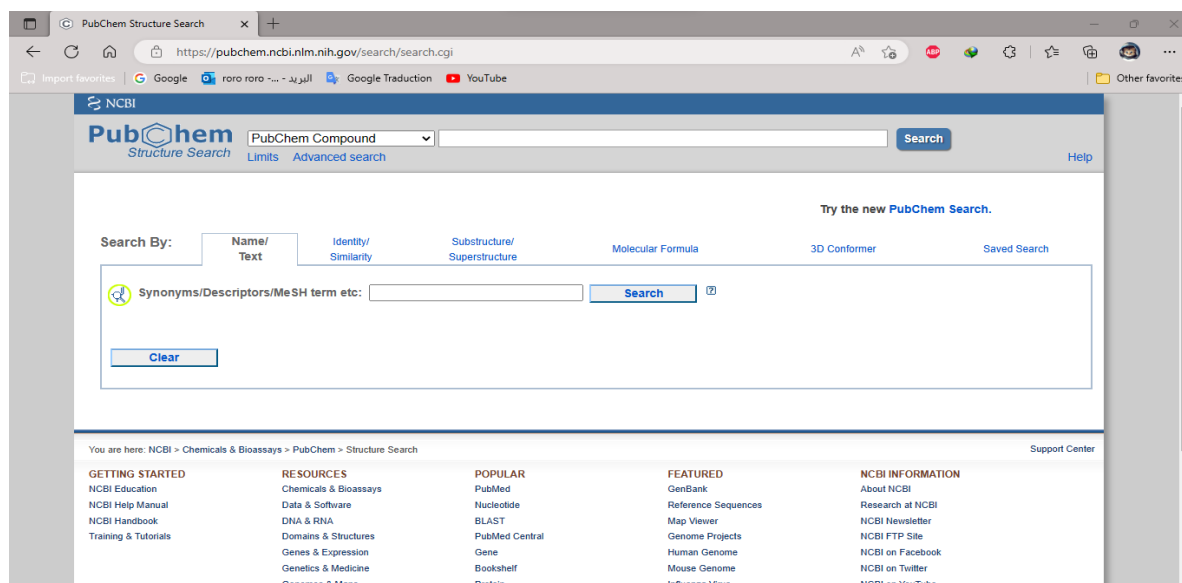 PubChem Structure Search
https://pubchem.ncbi.nlm.nih.gov/search/search.cgi
Import favorites Google roro roro -... - البريد Google Traduction YouTube Other favorites
NCBI
PubChem
Structure Search
PubChem Compound Search
Limits Advanced search Help
Try the new PubChem Search.
Search By: Name/ Text Identity/ Similarity Substructure/ Superstructure Molecular Formula 3D Conformer Saved Search
Synonyms/Descriptors/MeSH term etc: Search ?
Clear
You are here: NCBI > Chemicals & Bioassays > PubChem > Structure Search Support Center
GETTING STARTED RESOURCES POPULAR FEATURED NCBI INFORMATION
NCBI Education Chemicals & Bioassays PubMed GenBank About NCBI
NCBI Help Manual Data & Software Nucleotide Reference Sequences Research at NCBI
NCBI Handbook DNA & RNA BLAST Map Viewer NCBI Newsletter
Training & Tutorials Domains & Structures PubMed Central Genome Projects NCBI FTP Site
Genes & Expression Gene Human Genome NCBI on Facebook
Genetics & Medicine Bookshelf Mouse Genome NCBI on Twitter